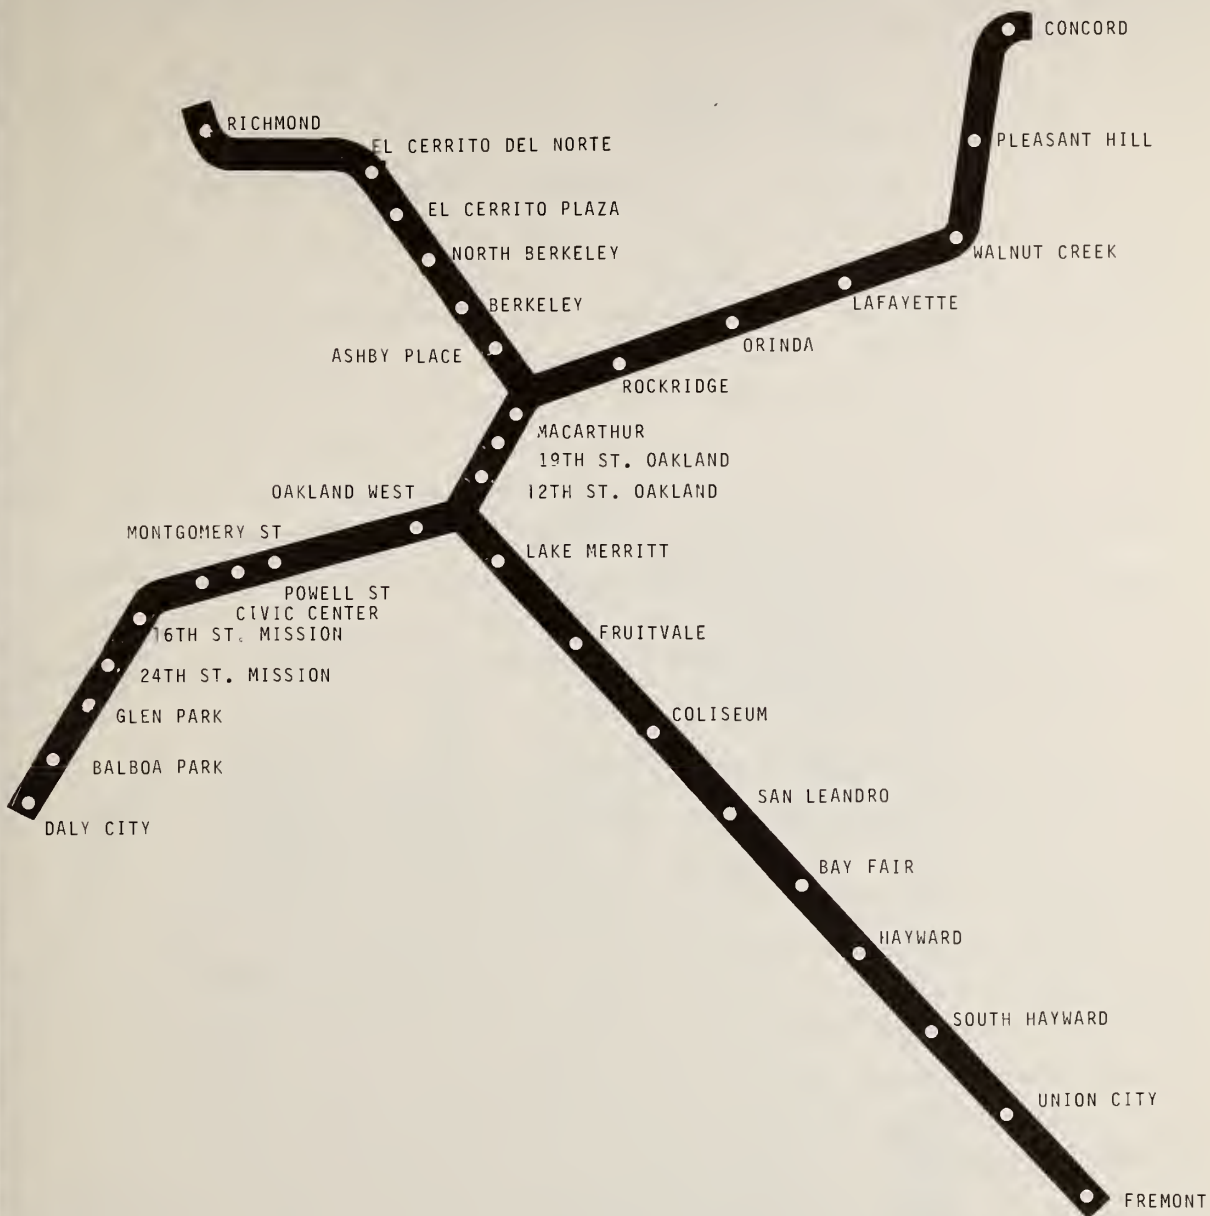 CONCORD
RICHMOND
PLEASANT HILL
EL CERRITO DEL NORTE
EL CERRITO PLAZA
NORTH BERKELEY
WALNUT CREEK
BERKELEY
LAFAYETTE
ASHBY PLACE
ORINDA
ROCKRIDGE
MACARTHUR
19TH ST. OAKLAND
OAKLAND WEST
12TH ST. OAKLAND
MONTGOMERY ST
LAKE MERRITT
POWELL ST
CIVIC CENTER
16TH ST. MISSION
FRUITVALE
24TH ST. MISSION
GLEN PARK
COLISEUM
BALBOA PARK
SAN LEANDRO
DALY CITY
BAY FAIR
HAYWARD
SOUTH HAYWARD
UNION CITY
FREMONT